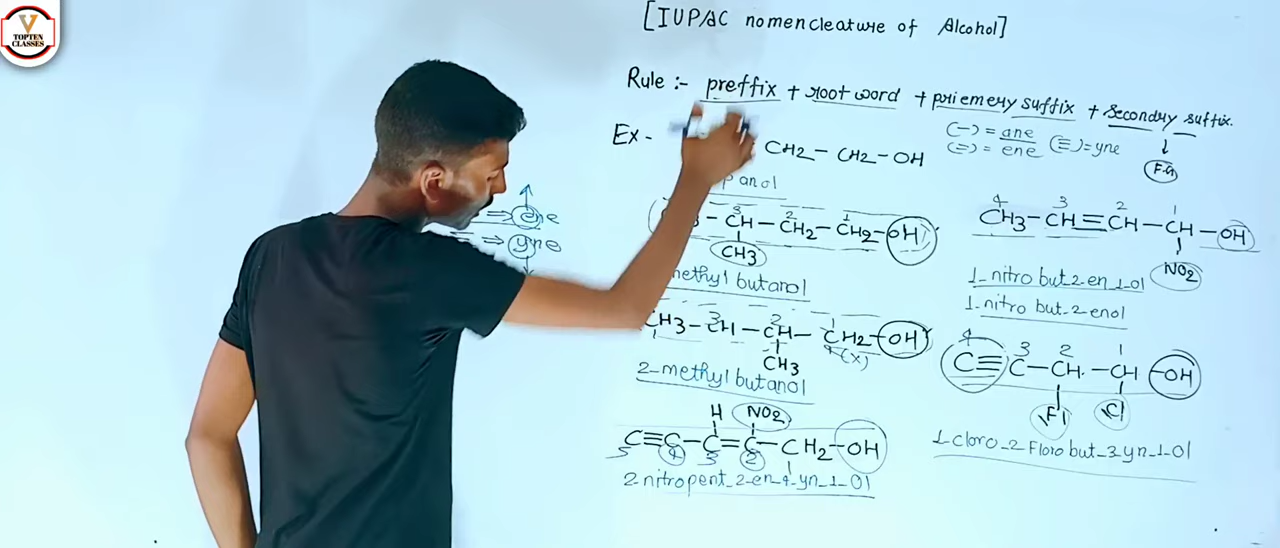 V
TOPTEN
CLASSES
[IUPAC nomencleature of Alcohol]
Rule :- preffix + root word + priemery suffix + secondry suffix.
(-) = ane
(=) = ene (≡) = yne
F.G
Ex - CH2 - CH2 - OH
anol
ene
yne
3 2 1
- CH - CH2 - CH2 - OH
CH3
methyl butanol
3 2 1
CH3 - CH - CH - CH2 - OH
CH3
4 (x)
2-methyl butanol
H NO2
C≡C-C=C-CH2-OH
5 4 3 2
2-nitropent-2-en-4-yn-1-ol
4 3 2 1
CH3-CH=CH-CH-OH
NO2
1-nitro but-2-en-1-ol
1-nitro but-2-enol
4 3 2 1
C≡C-CH-CH-OH
Fl Cl
1-cloro-2-Floro but-3-yn-1-ol